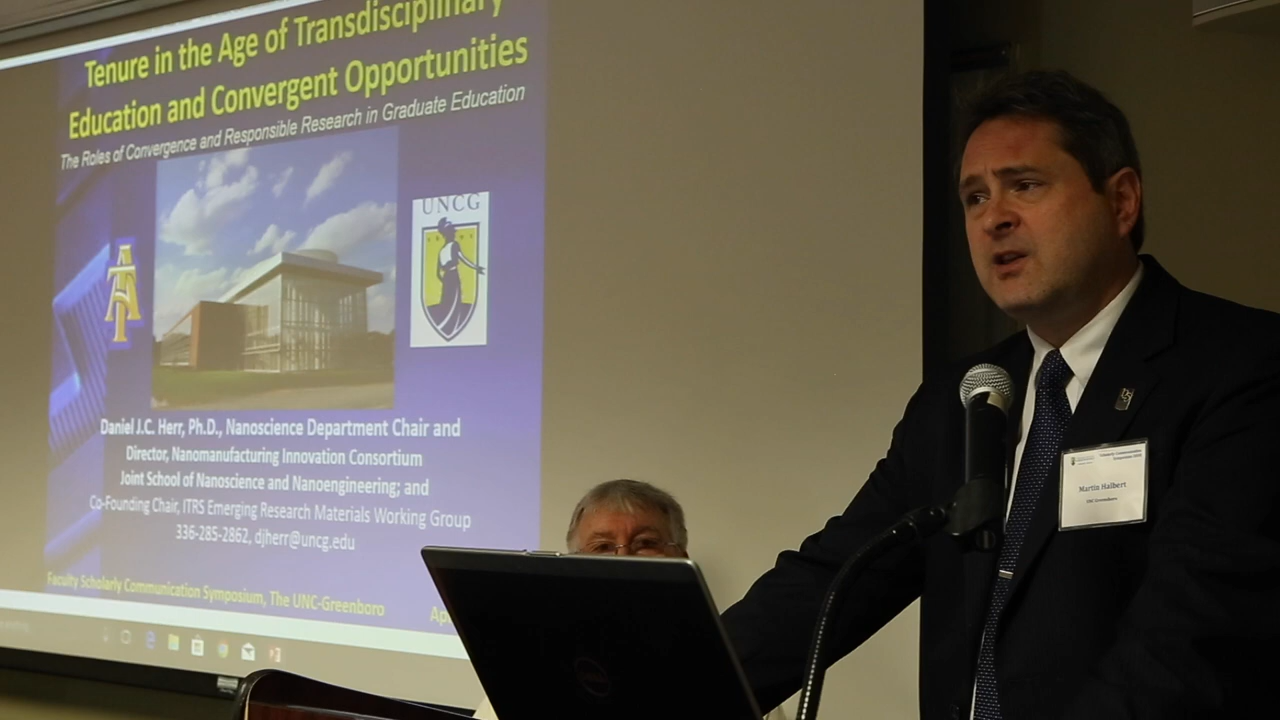 Tenure in the Age of Transdisciplinary
Education and Convergent Opportunities
The Roles of Convergence and Responsible Research in Graduate Education
UNCG
AT
Daniel J.C. Herr, Ph.D., Nanoscience Department Chair and
Director, Nanomanufacturing Innovation Consortium
Joint School of Nanoscience and Nanoengineering; and
Co-Founding Chair, ITRS Emerging Research Materials Working Group
336-285-2862, djherr@uncg.edu
Faculty Scholarly Communication Symposium, The UNC-Greenboro
Ap
Martin Halbert
UNC Greensboro